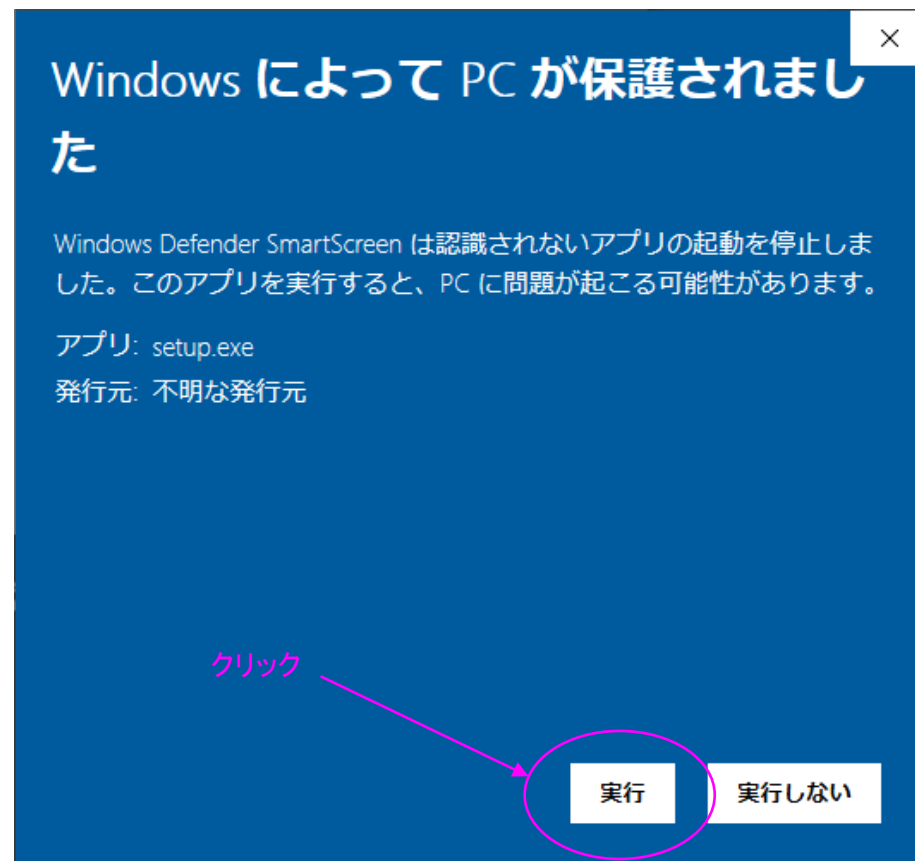 Windows によって PC が保護されまし
た
Windows Defender SmartScreen は認識されないアプリの起動を停止しま
した。このアプリを実行すると、PC に問題が起こる可能性があります。
アプリ: setup.exe
発行元: 不明な発行元
クリック
実行 実行しない